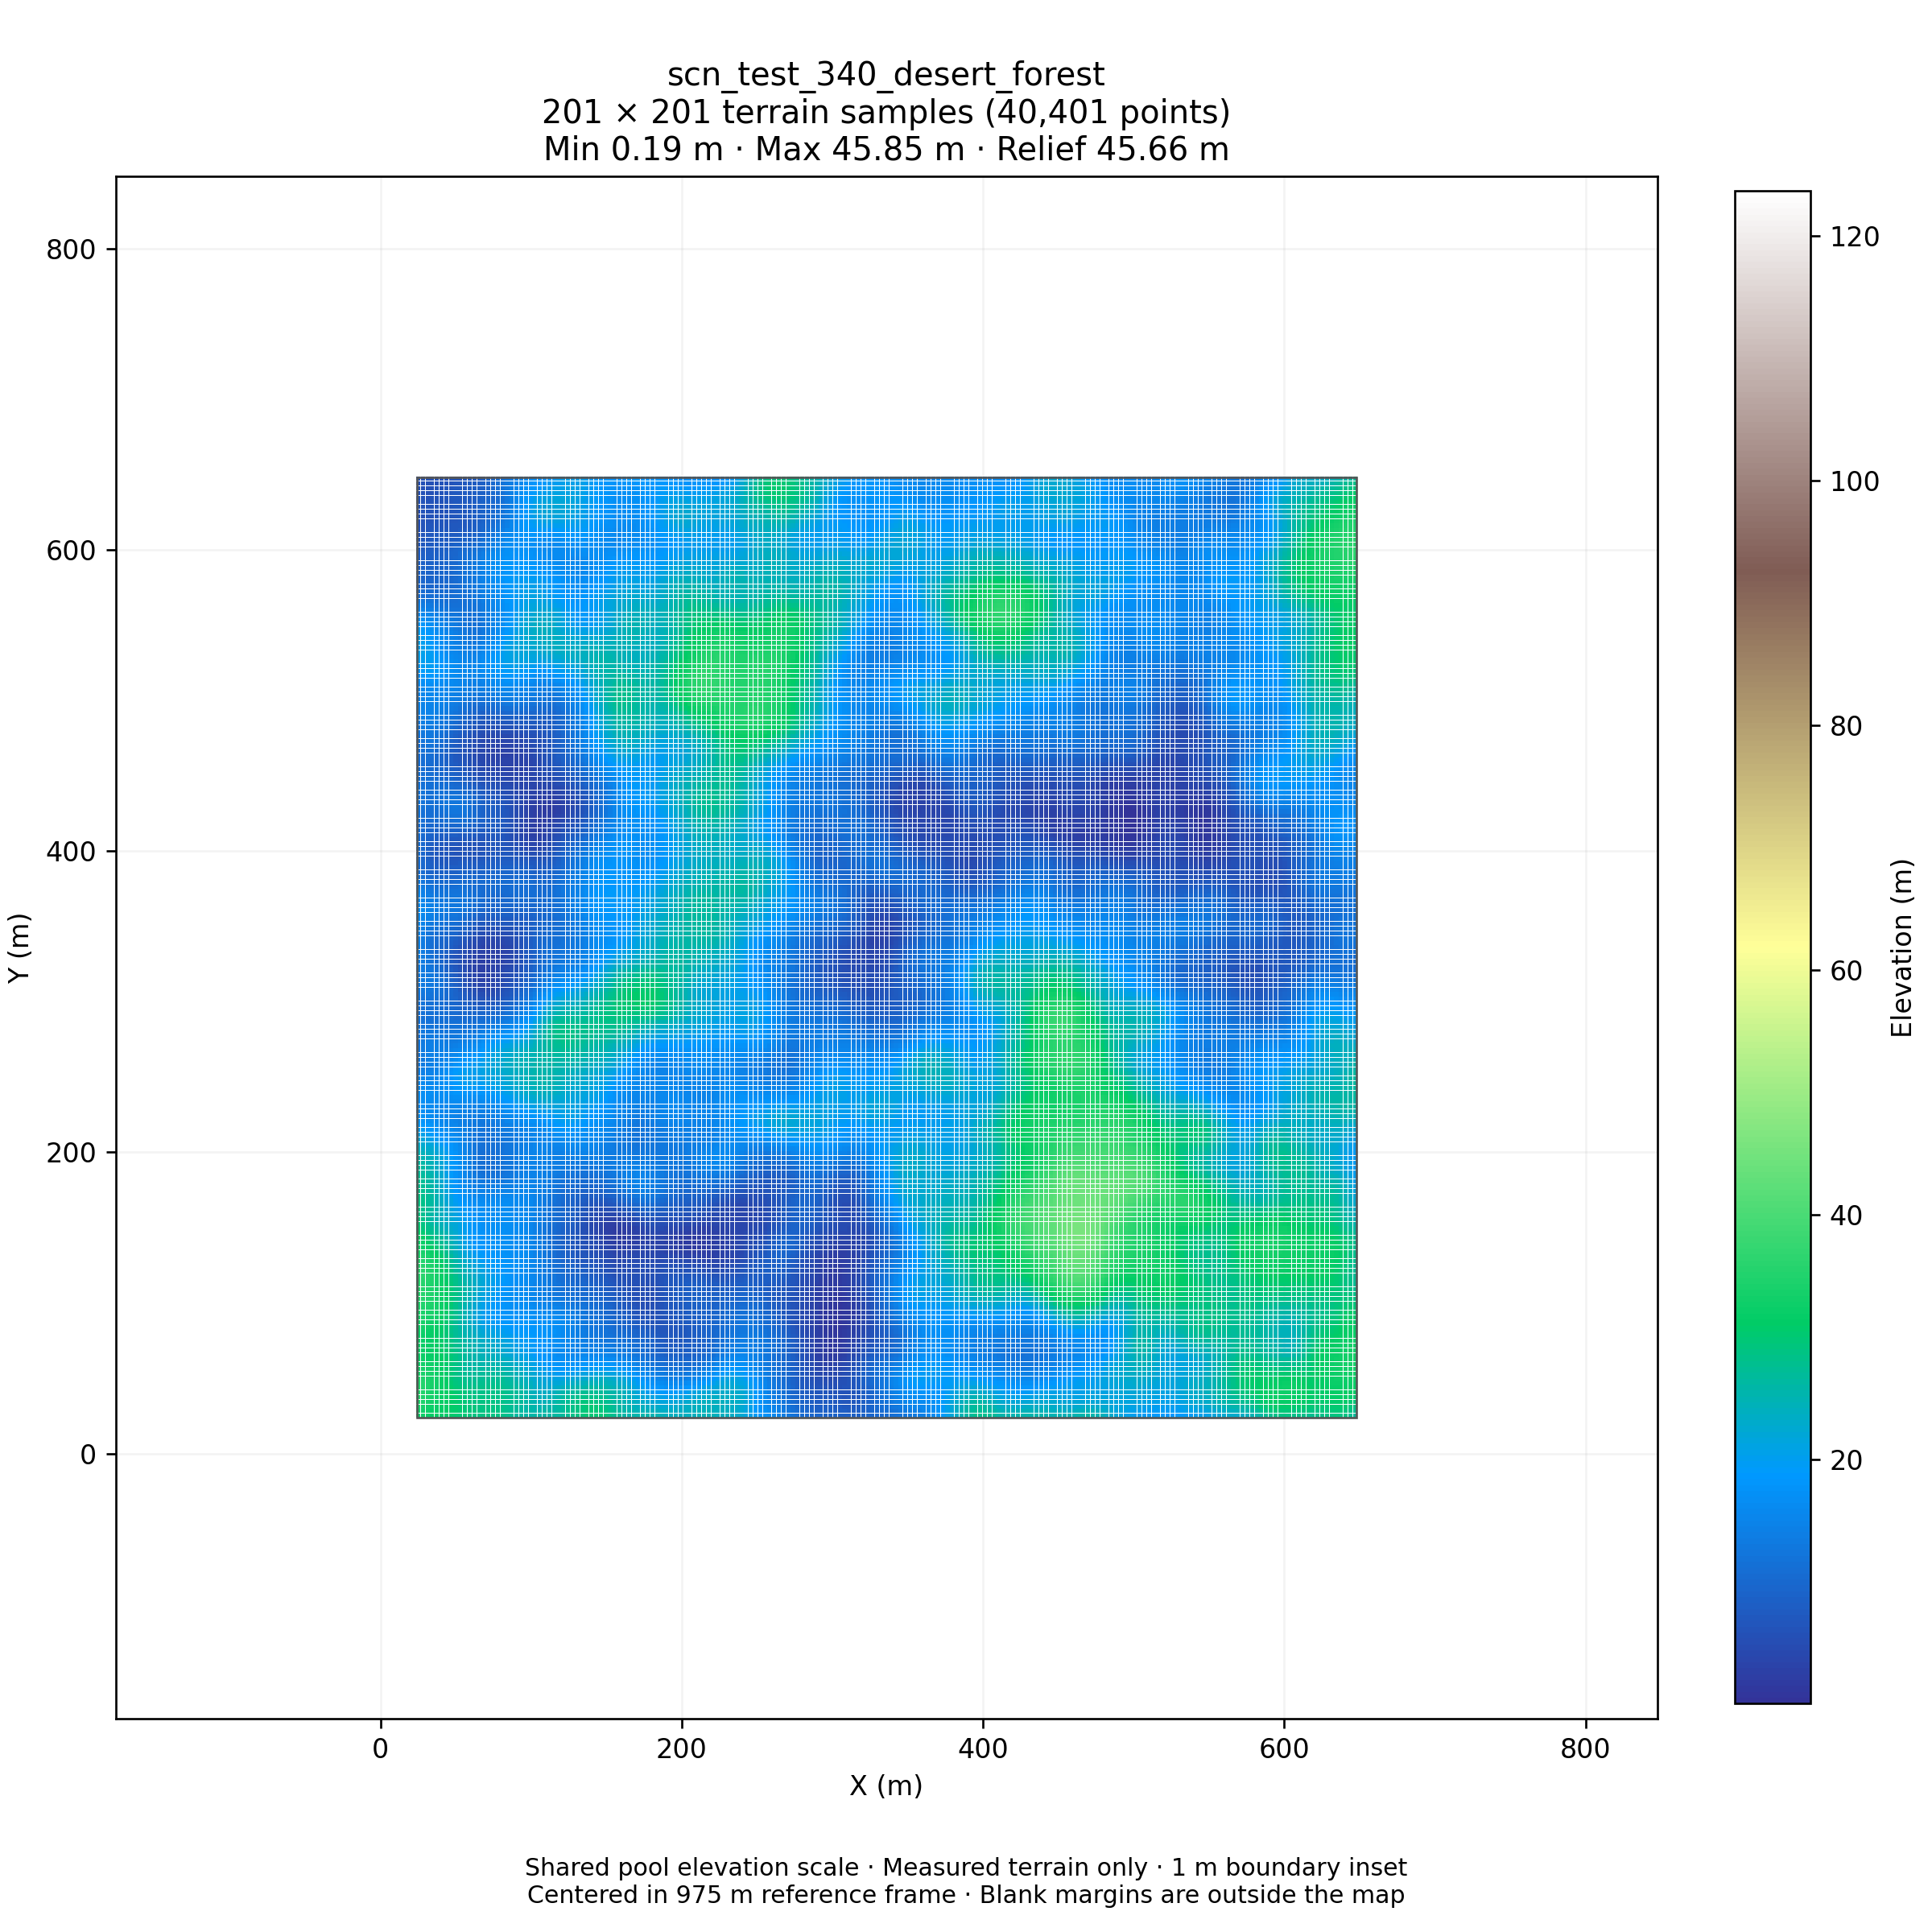 scn_test_340_desert_forest
201 × 201 terrain samples (40,401 points)
Min 0.19 m · Max 45.85 m · Relief 45.66 m
800
600
400
200
0
Y (m)
0 200 400 600 800
X (m)
120
100
80
60
40
20
Elevation (m)
Shared pool elevation scale · Measured terrain only · 1 m boundary inset
Centered in 975 m reference frame · Blank margins are outside the map